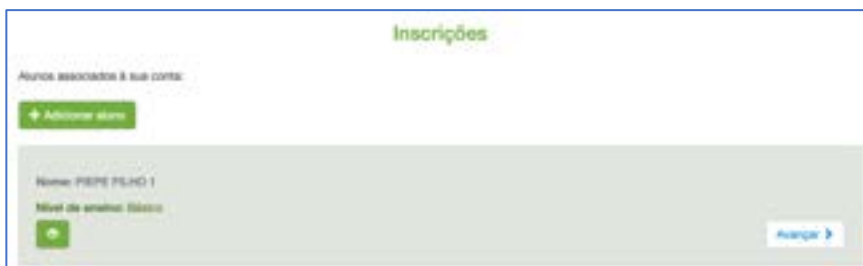 Inscrições
Alunos associados à sua conta:
+ Adicionar aluno
Nome: PIEPE FILHO 1
Nível de ensino: Básico
Avançar